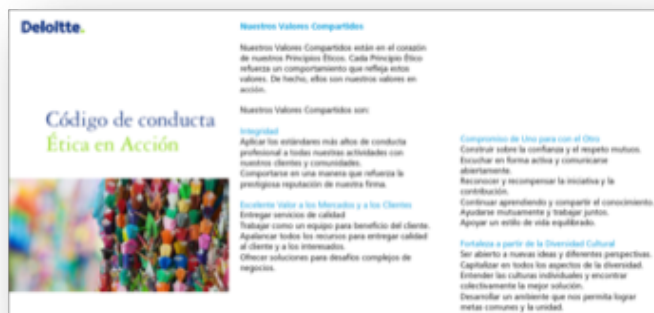 Deloitte.
Código de conducta
Ética en Acción
Nuestros Valores Compartidos
Nuestros Valores Compartidos están en el corazón
de nuestros Principios Éticos. Cada Principio Ético
refuerza un comportamiento que refleja estos
valores. De hecho, ellos son nuestros valores en
acción.
Nuestros Valores Compartidos son:
Integridad
Aplicar los estándares más altos de conducta
profesional a todas nuestras actividades con
nuestros clientes y comunidades.
Comportarse en una manera que refuerza la
prestigiosa reputación de nuestra firma.
Excelente Valor a los Mercados y a los Clientes
Entregar servicios de calidad
Trabajar como un equipo para beneficio del cliente.
Apalancar todos los recursos para entregar calidad
al cliente y a los interesados.
Ofrecer soluciones para desafíos complejos de
negocios.
Compromiso de Uno para con el Otro
Construir sobre la confianza y el respeto mutuos.
Escuchar en forma activa y comunicarse
abiertamente.
Reconocer y recompensar la iniciativa y la
contribución.
Continuar aprendiendo y compartir el conocimiento.
Ayudarse mutuamente y trabajar juntos.
Apoyar un estilo de vida equilibrado.
Fortaleza a partir de la Diversidad Cultural
Ser abierto a nuevas ideas y diferentes perspectivas.
Capitalizar en todos los aspectos de la diversidad.
Entender las culturas individuales y encontrar
colectivamente la mejor solución.
Desarrollar un ambiente que nos permita lograr
metas comunes y la unidad.